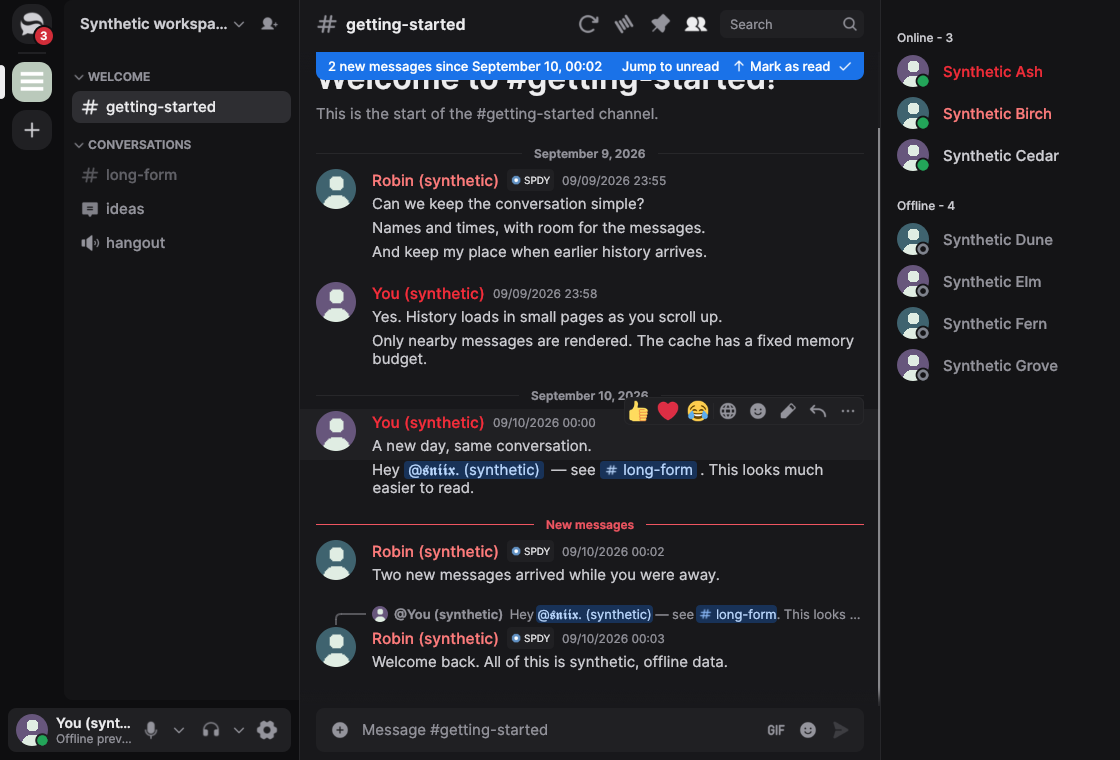 3
Synthetic workspa...
WELCOME
# getting-started
CONVERSATIONS
# long-form
ideas
hangout
You (synt...
Offline prev...
# getting-started
Search
2 new messages since September 10, 00:02 Jump to unread ↑ Mark as read
Welcome to #getting-started!
This is the start of the #getting-started channel.
September 9, 2026
Robin (synthetic) SPDY 09/09/2026 23:55
Can we keep the conversation simple?
Names and times, with room for the messages.
And keep my place when earlier history arrives.
You (synthetic) 09/09/2026 23:58
Yes. History loads in small pages as you scroll up.
Only nearby messages are rendered. The cache has a fixed memory
budget.
September 10, 2026
You (synthetic) 09/10/2026 00:00
A new day, same conversation.
Hey @𝖘𝖓𝖎𝖎𝖝. (synthetic) — see # long-form . This looks much
easier to read.
New messages
Robin (synthetic) SPDY 09/10/2026 00:02
Two new messages arrived while you were away.
@You (synthetic) Hey @𝖘𝖓𝖎𝖎𝖝. (synthetic) — see # long-form. This looks ...
Robin (synthetic) SPDY 09/10/2026 00:03
Welcome back. All of this is synthetic, offline data.
Message #getting-started
GIF
Online - 3
Synthetic Ash
Synthetic Birch
Synthetic Cedar
Offline - 4
Synthetic Dune
Synthetic Elm
Synthetic Fern
Synthetic Grove